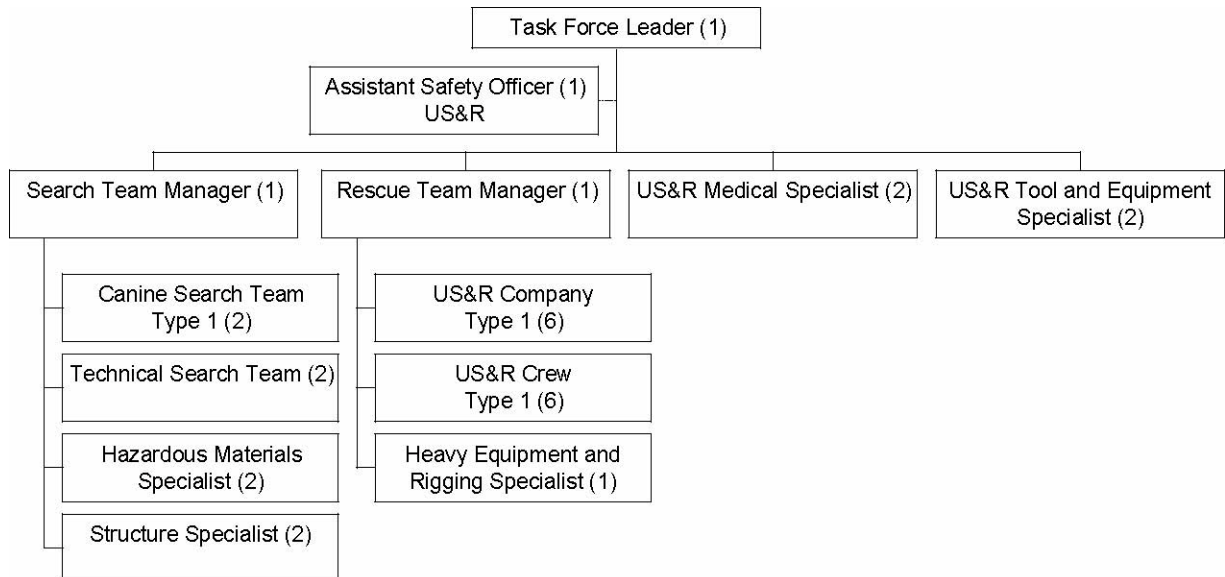 Task Force Leader (1)
Assistant Safety Officer (1)
US&R
Search Team Manager (1)
Rescue Team Manager (1)
US&R Medical Specialist (2)
US&R Tool and Equipment
Specialist (2)
Canine Search Team
Type 1 (2)
Technical Search Team (2)
Hazardous Materials
Specialist (2)
Structure Specialist (2)
US&R Company
Type 1 (6)
US&R Crew
Type 1 (6)
Heavy Equipment and
Rigging Specialist (1)